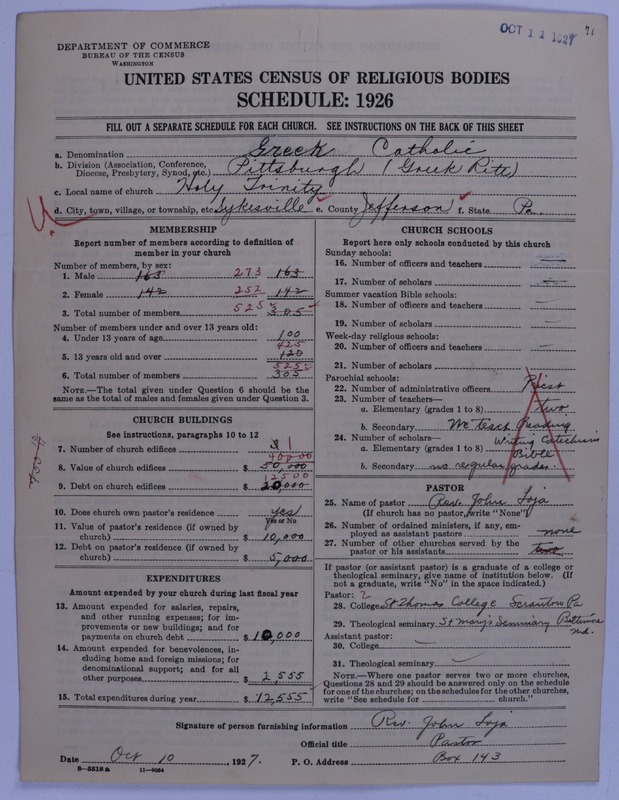 OCT 11 1927
71
DEPARTMENT OF COMMERCE
BUREAU OF THE CENSUS
WASHINGTON
UNITED STATES CENSUS OF RELIGIOUS BODIES
SCHEDULE: 1926
FILL OUT A SEPARATE SCHEDULE FOR EACH CHURCH. SEE INSTRUCTIONS ON THE BACK OF THIS SHEET
a. Denomination Greek Catholic
b. Division (Association, Conference, Diocese, Presbytery, Synod, etc.) Pittsburgh (Greek Rite)
c. Local name of church Holy Trinity
d. City, town, village, or township, etc. Sykesville e. County Jefferson f. State Pa.
MEMBERSHIP
Report number of members according to definition of member in your church
Number of members, by sex:
1. Male 163 273 163
2. Female 142 252 142
3. Total number of members 525 305
Number of members under and over 13 years old:
4. Under 13 years of age 100
425
5. 13 years old and over 120
525
6. Total number of members 305
NOTE.—The total given under Question 6 should be the same as the total of males and females given under Question 3.
CHURCH BUILDINGS
See instructions, paragraphs 10 to 12
7. Number of church edifices 1
40000
8. Value of church edifices $ 50,000
12500
9. Debt on church edifices $ 20,000
10. Does church own pastor's residence yes
Yes or No
11. Value of pastor's residence (if owned by church) $ 10,000
12. Debt on pastor's residence (if owned by church) $ 5,000
EXPENDITURES
Amount expended by your church during last fiscal year
13. Amount expended for salaries, repairs, and other running expenses; for improvements or new buildings; and for payments on church debt $ 10,000
14. Amount expended for benevolences, including home and foreign missions; for denominational support; and for all other purposes $ 2,555
15. Total expenditures during year $ 12,555
CHURCH SCHOOLS
Report here only schools conducted by this church
Sunday schools:
16. Number of officers and teachers
17. Number of scholars
Summer vacation Bible schools:
18. Number of officers and teachers
19. Number of scholars
Week-day religious schools:
20. Number of officers and teachers
21. Number of scholars
Parochial schools:
22. Number of administrative officers Priest
23. Number of teachers—
a. Elementary (grades 1 to 8) two
b. Secondary We teach Reading
24. Number of scholars— Writing Catechism
a. Elementary (grades 1 to 8) Bible
b. Secondary no regular grades.
PASTOR
25. Name of pastor Rev. John Loja
(If church has no pastor, write "None")
26. Number of ordained ministers, if any, employed as assistant pastors none
27. Number of other churches served by the pastor or his assistants two
If pastor (or assistant pastor) is a graduate of a college or theological seminary, give name of institution below. (If not a graduate, write "No" in the space indicated.)
Pastor: 2
28. College St Thomas College Scranton Pa
29. Theological seminary St Mary's Seminary Baltimore Md.
Assistant pastor:
30. College
31. Theological seminary
NOTE.—Where one pastor serves two or more churches, Questions 28 and 29 should be answered only on the schedule for one of the churches; on the schedules for the other churches, write "See schedule for church."
Signature of person furnishing information Rev. John Loja
Official title Pastor
Date Oct 10, 1927. P. O. Address Box 143
8—5518a 11—9034